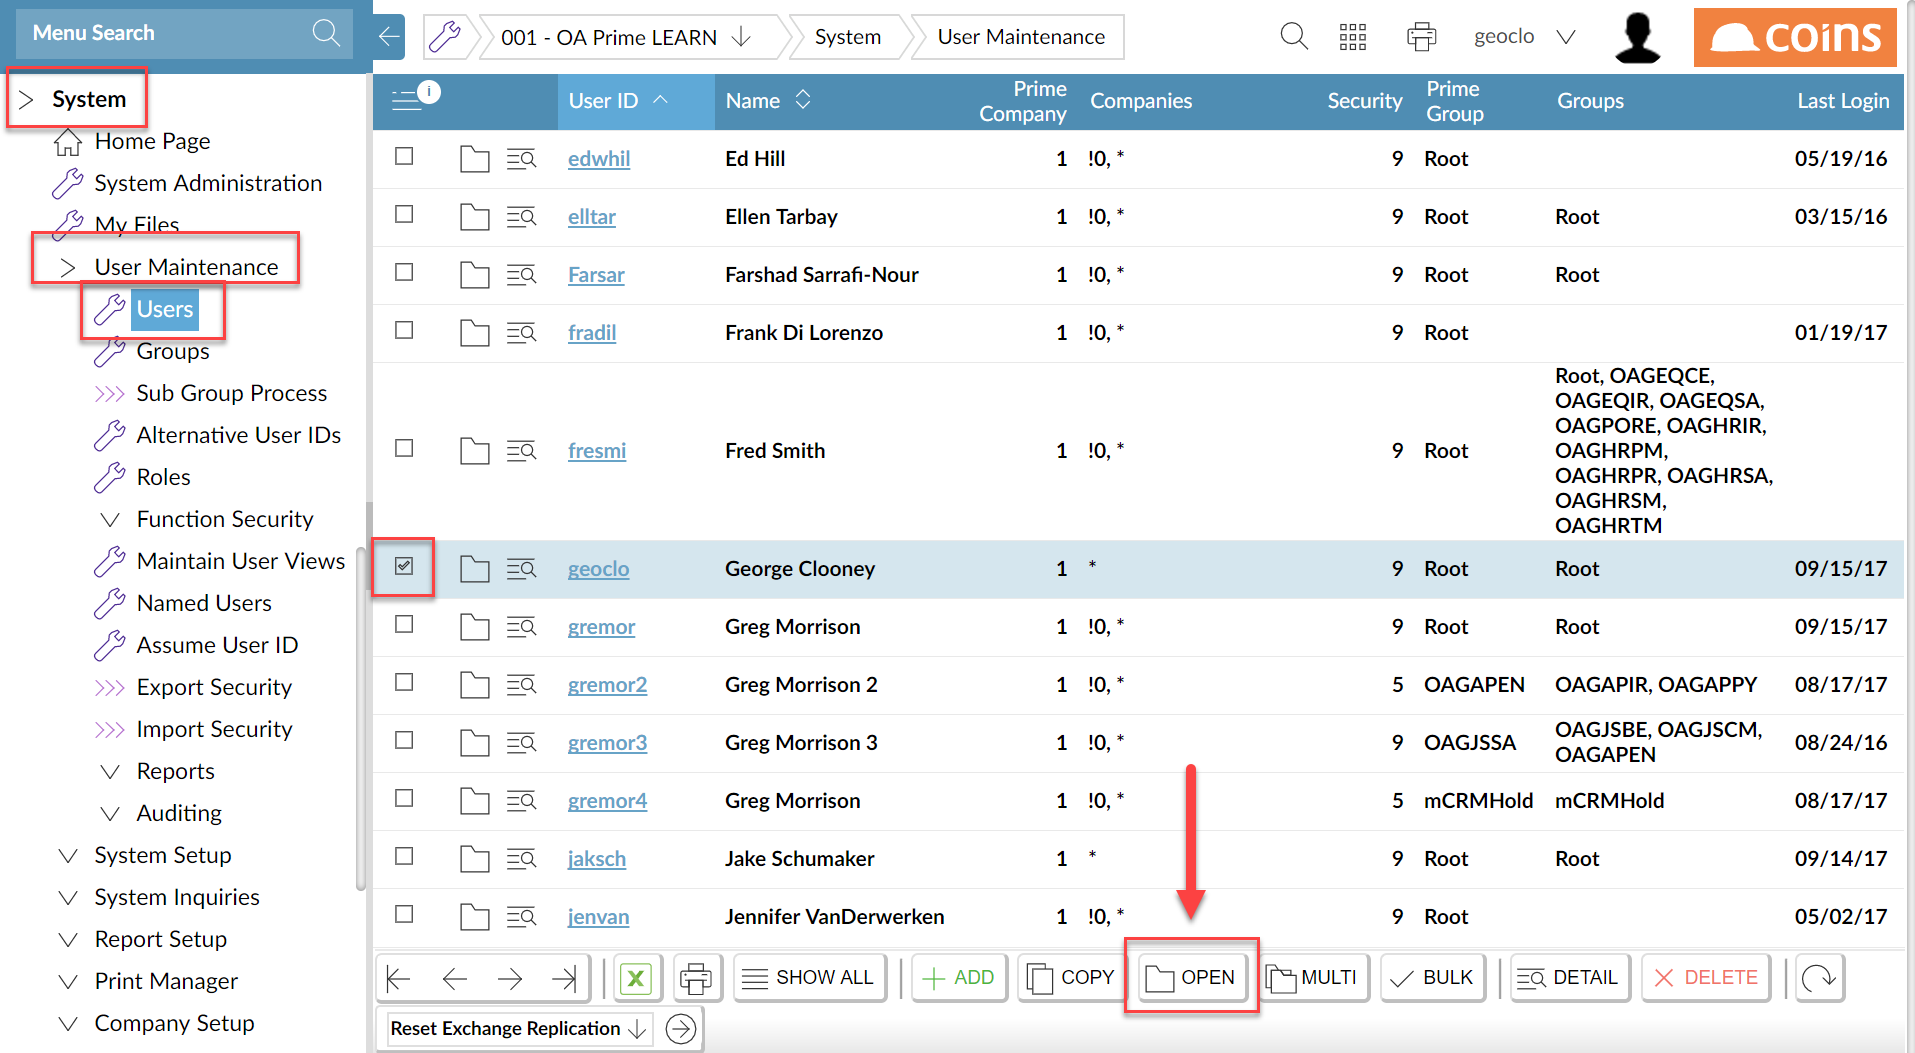 Menu Search
001 - OA Prime LEARN
System
User Maintenance
geoclo
coins
System
Home Page
System Administration
My Files
User Maintenance
Users
Groups
Sub Group Process
Alternative User IDs
Roles
Function Security
Maintain User Views
Named Users
Assume User ID
Export Security
Import Security
Reports
Auditing
System Setup
System Inquiries
Report Setup
Print Manager
Company Setup
i User ID Name Prime Company Companies Security Prime Group Groups Last Login
edwhil Ed Hill 1 !0, * 9 Root 05/19/16
elltar Ellen Tarbay 1 !0, * 9 Root Root 03/15/16
Farsar Farshad Sarrafi-Nour 1 !0, * 9 Root Root
fradil Frank Di Lorenzo 1 !0, * 9 Root 01/19/17
fresmi Fred Smith 1 !0, * 9 Root
Root, OAGEQCE,
OAGEQIR, OAGEQSA,
OAGPORE, OAGHRIR,
OAGHRPM,
OAGHRPR, OAGHRSA,
OAGHRSM,
OAGHRTM
geoclo George Clooney 1 * 9 Root Root 09/15/17
gremor Greg Morrison 1 !0, * 9 Root Root 09/15/17
gremor2 Greg Morrison 2 1 !0, * 5 OAGAPEN OAGAPIR, OAGAPPY 08/17/17
gremor3 Greg Morrison 3 1 !0, * 9 OAGJSSA OAGJSBE, OAGJSCM, OAGAPEN 08/24/16
gremor4 Greg Morrison 1 !0, * 5 mCRMHold mCRMHold 08/17/17
jaksch Jake Schumaker 1 * 9 Root Root 09/14/17
jenvan Jennifer VanDerwerken 1 !0, * 9 Root 05/02/17
X SHOW ALL ADD COPY OPEN MULTI BULK DETAIL DELETE
Reset Exchange Replication